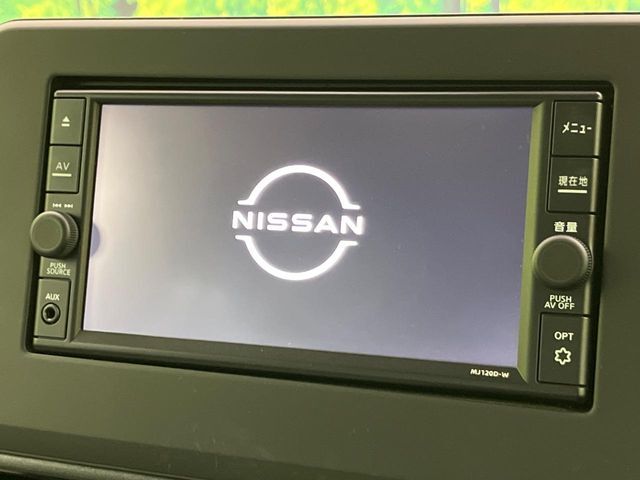 AV
PUSH
SOURCE
AUX
NISSAN
メニュー
現在地
音量
PUSH
AV OFF
OPT
MJ120D-W